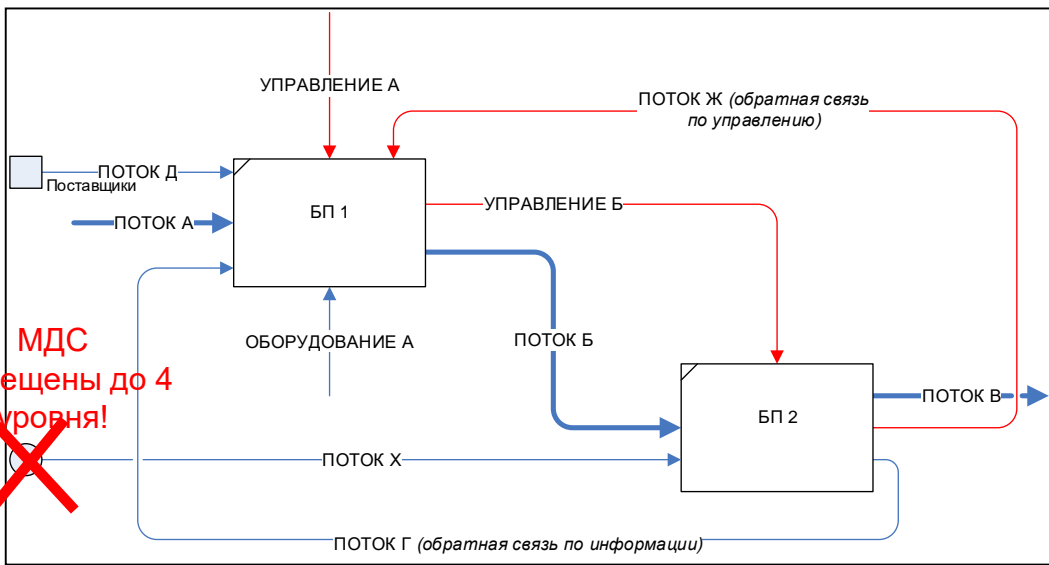 УПРАВЛЕНИЕ А
ПОТОК Ж (обратная связь
по управлению)
ПОТОК Д
Поставщики
БП 1
УПРАВЛЕНИЕ Б
ПОТОК А
ОБОРУДОВАНИЕ А
ПОТОК Б
МДС
ещены до 4
уровня!
БП 2
ПОТОК В
ПОТОК Х
ПОТОК Г (обратная связь по информации)